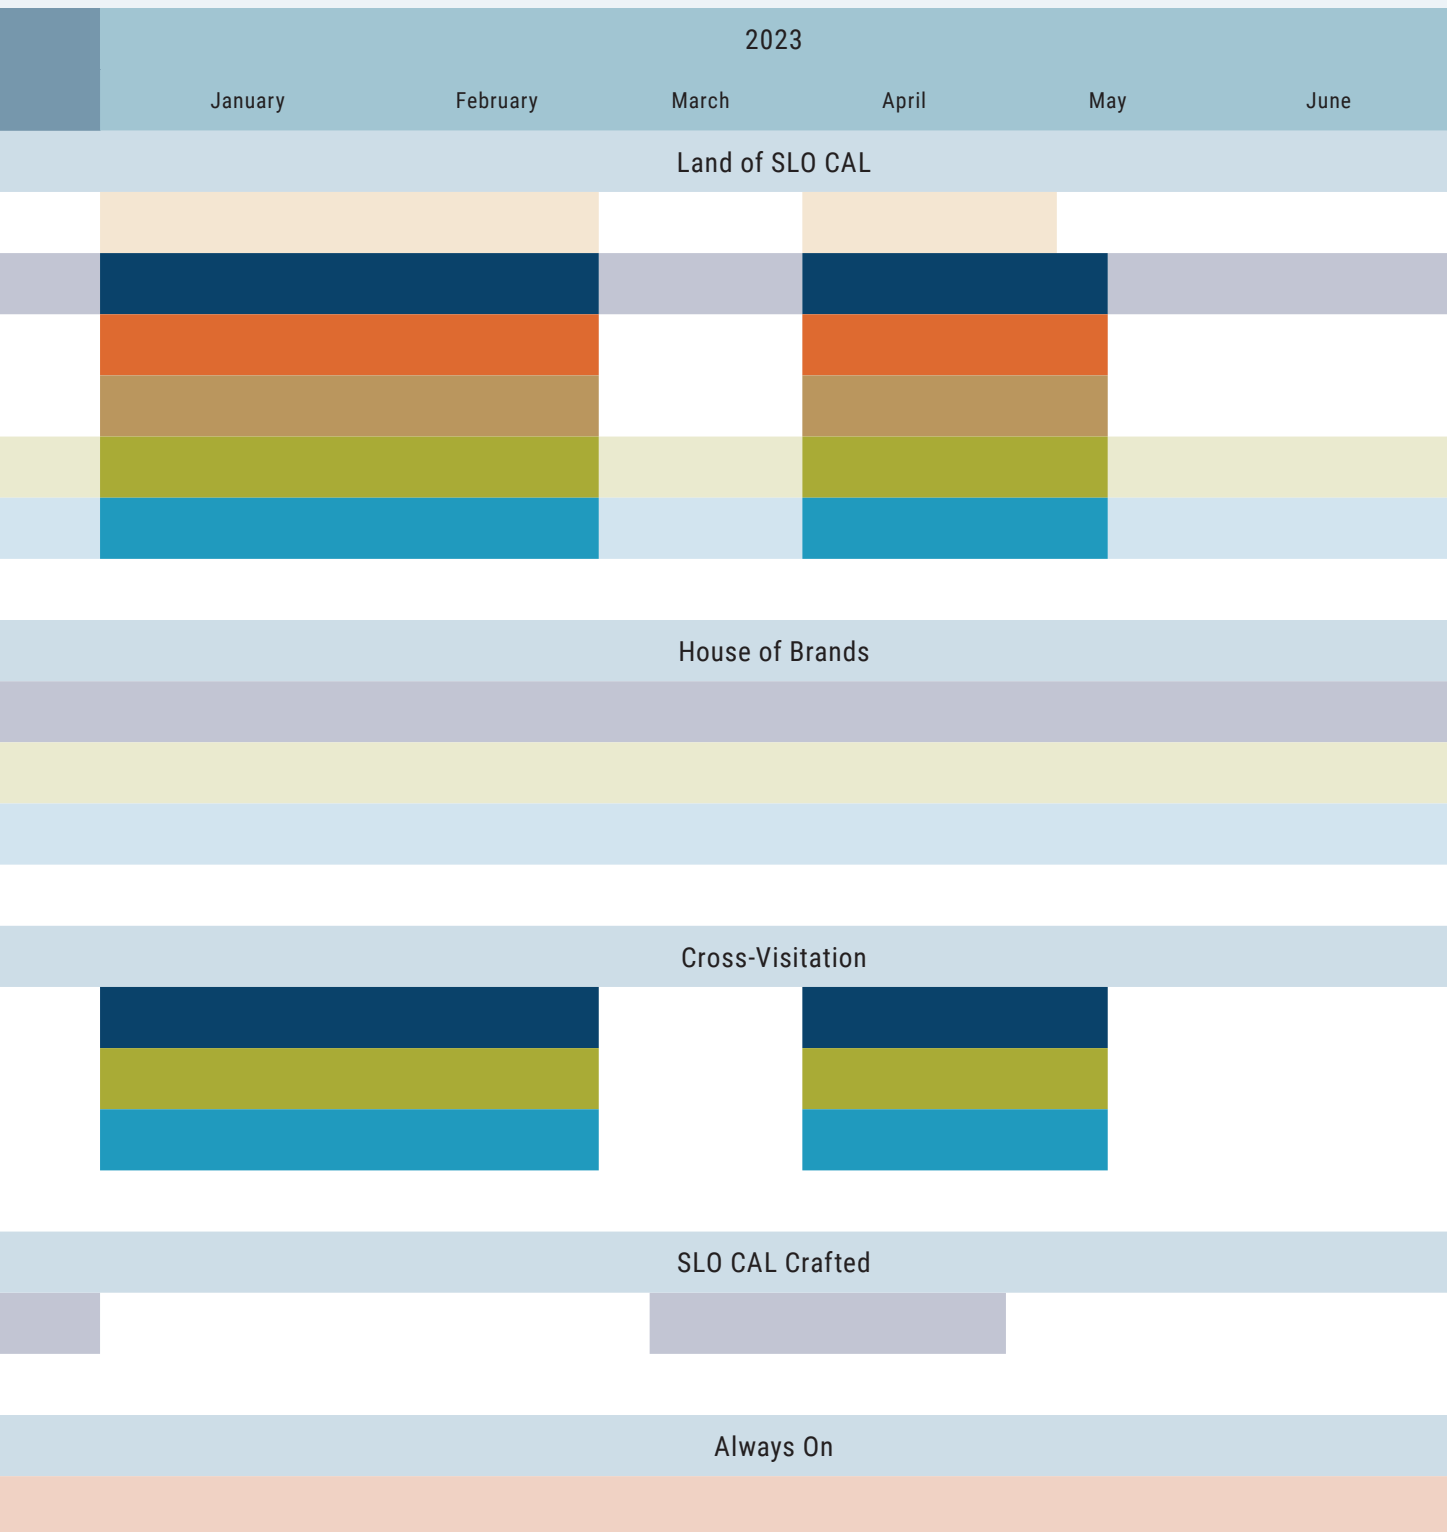 2023
January February March April May June
Land of SLO CAL
House of Brands
Cross-Visitation
SLO CAL Crafted
Always On